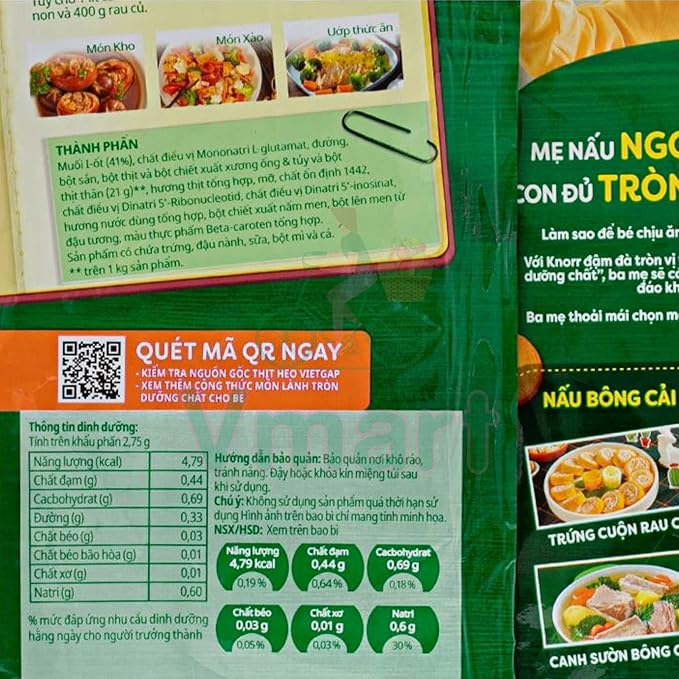 non và 400 g rau củ.
Món Kho
Món Xào
Ướp thức ăn
THÀNH PHẦN
Muối I-ốt (41%), chất điều vị Mononatri L-glutamat, đường,
bột sắn, bột thịt và bột chiết xuất xương ống & tủy và bột
thịt thăn (21 g)**, hương thịt tổng hợp, mỡ, chất ổn định 1442,
chất điều vị Dinatri 5'-Ribonucleotid, chất điều vị Dinatri 5'-inosinat,
hương nước dùng tổng hợp, bột chiết xuất nấm men, bột lên men từ
đậu tương, màu thực phẩm Beta-caroten tổng hợp.
Sản phẩm có chứa trứng, đậu nành, sữa, bột mì và cá.
** trên 1 kg sản phẩm.
QUÉT MÃ QR NGAY
- KIỂM TRA NGUỒN GỐC THỊT HEO VIETGAP
- XEM THÊM CÔNG THỨC MÓN LÀNH TRÒN
DƯỠNG CHẤT CHO BÉ
Vmart
Thông tin dinh dưỡng:
Tính trên khẩu phần 2,75 g
Năng lượng (kcal) 4,79
Chất đạm (g) 0,44
Cacbohydrat (g) 0,69
Đường (g) 0,33
Chất béo (g) 0,03
Chất béo bão hòa (g) 0,01
Chất xơ (g) 0,01
Natri (g) 0,60
% mức đáp ứng nhu cầu dinh dưỡng
hằng ngày cho người trưởng thành
Hướng dẫn bảo quản: Bảo quản nơi khô ráo,
tránh nắng. Đậy hoặc khóa kín miệng túi sau
khi sử dụng.
Chú ý: Không sử dụng sản phẩm quá thời hạn sử
dụng Hình ảnh trên bao bì chỉ mang tính minh họa.
NSX/HSD: Xem trên bao bì
Năng lượng Chất đạm Cacbohydrat
4,79 kcal 0,44 g 0,69 g
0,19 % 0,64 % 0,18 %
Chất béo Chất xơ Natri
0,03 g 0,01 g 0,6 g
0,05 % 0,03 % 30 %
MẸ NẤU
CON ĐỦ TRÒN
Làm sao để bé chịu ăn
Với Knorr đậm đà tròn vị
dưỡng chất", ba mẹ sẽ
đáo
Ba mẹ thoải mái chọn
NẤU BÔNG CẢI
TRỨNG CUỘN RAU
CANH SƯỜN BÔNG